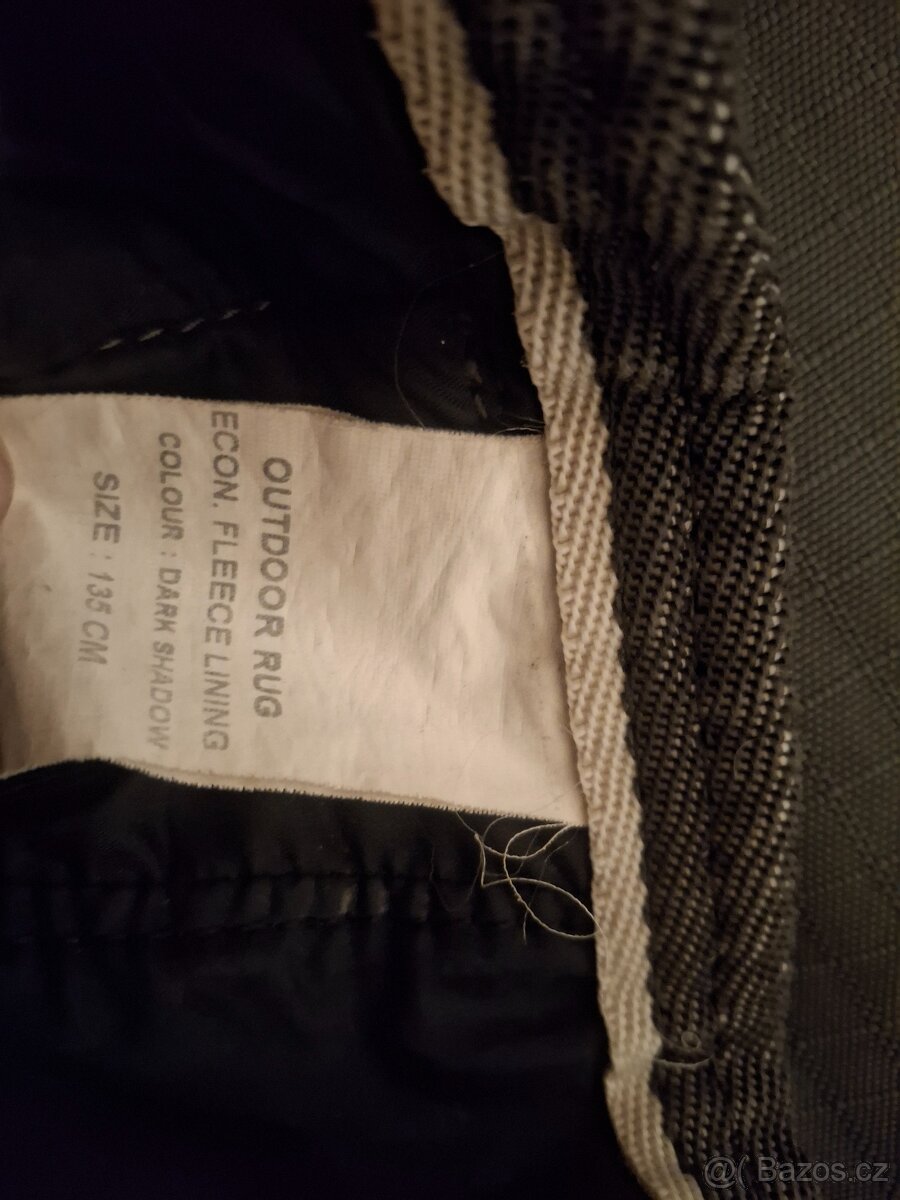 OUTDOOR RUG
ECON. FLEECE LINING
COLOUR : DARK SHADOW
SIZE : 135 CM
@( Bazos.cz